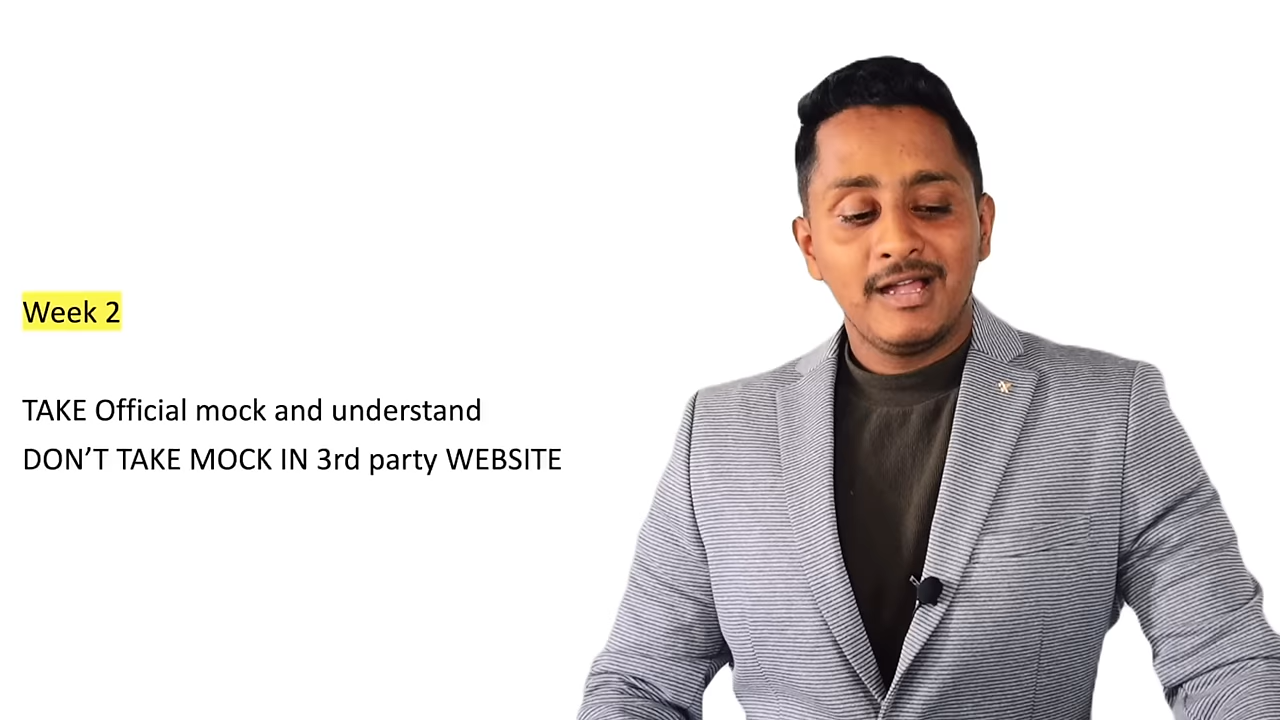 Week 2
TAKE Official mock and understand
DON’T TAKE MOCK IN 3rd party WEBSITE